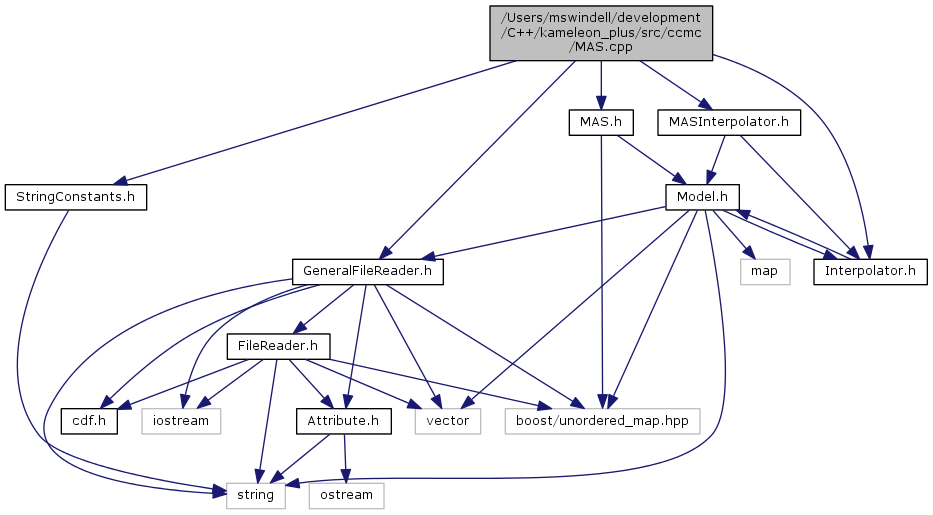 /Users/mswindell/development
/C++/kameleon_plus/src/ccmc
/MAS.cpp
MAS.h
MASInterpolator.h
StringConstants.h
Model.h
GeneralFileReader.h
map
Interpolator.h
FileReader.h
cdf.h
iostream
Attribute.h
vector
boost/unordered_map.hpp
string
ostream